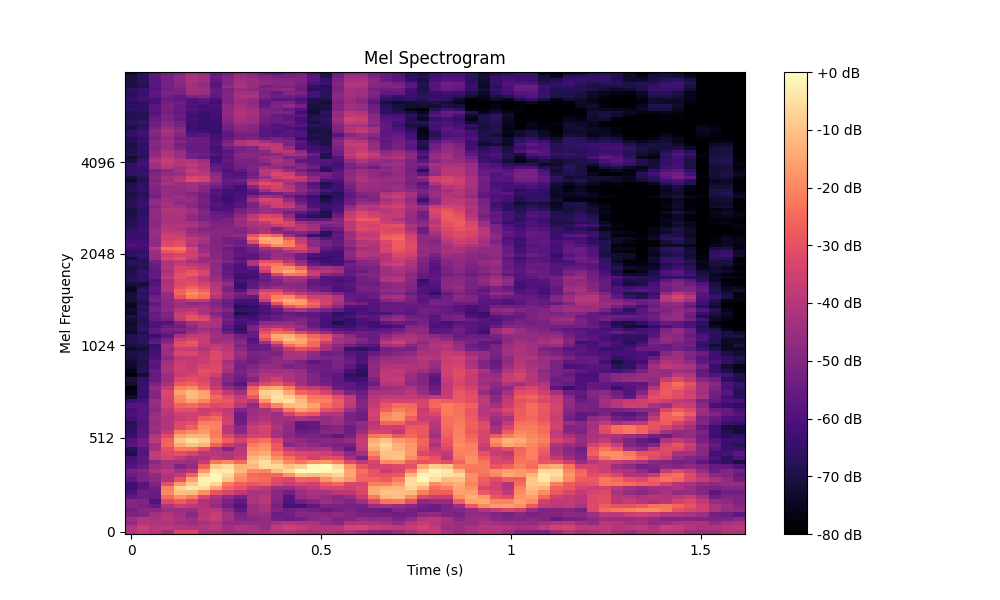 Mel Spectrogram
+0 dB
-10 dB
-20 dB
-30 dB
-40 dB
-50 dB
-60 dB
-70 dB
-80 dB
4096
2048
1024
512
0
Mel Frequency
0
0.5
1
1.5
Time (s)